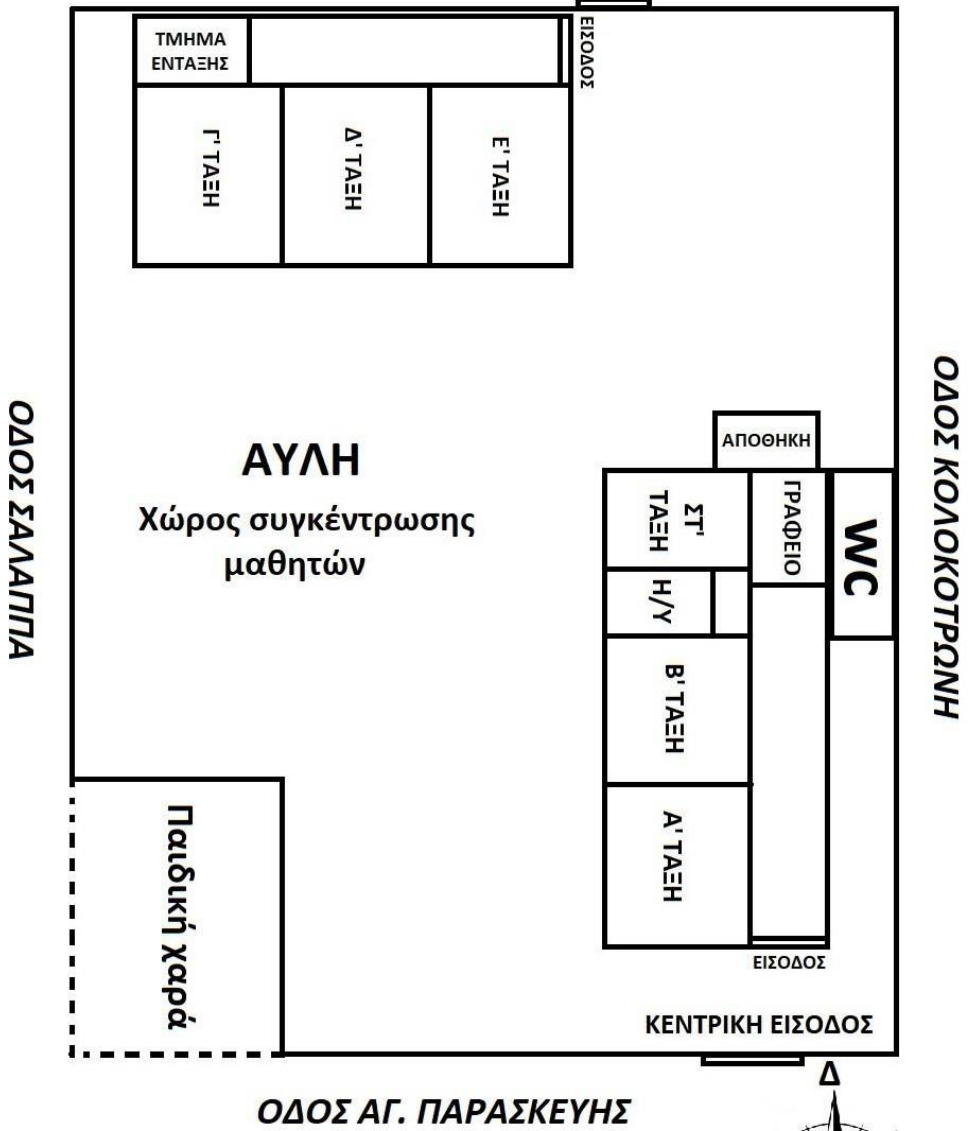 ΤΜΗΜΑ
ΕΝΤΑΞΗΣ
ΕΙΣΟΔΟΣ
Γ' ΤΑΞΗ
Δ' ΤΑΞΗ
Ε' ΤΑΞΗ
ΟΔΟΣ ΣΑΛΑΠΠΑ
ΑΥΛΗ
Χώρος συγκέντρωσης
μαθητών
ΑΠΟΘΗΚΗ
ΣΤ'
ΤΑΞΗ
ΓΡΑΦΕΙΟ
WC
Η/Υ
Β' ΤΑΞΗ
Α' ΤΑΞΗ
ΟΔΟΣ ΚΟΛΟΚΟΤΡΩΝΗ
Παιδική χαρά
ΕΙΣΟΔΟΣ
ΚΕΝΤΡΙΚΗ ΕΙΣΟΔΟΣ
Δ
ΟΔΟΣ ΑΓ. ΠΑΡΑΣΚΕΥΗΣ